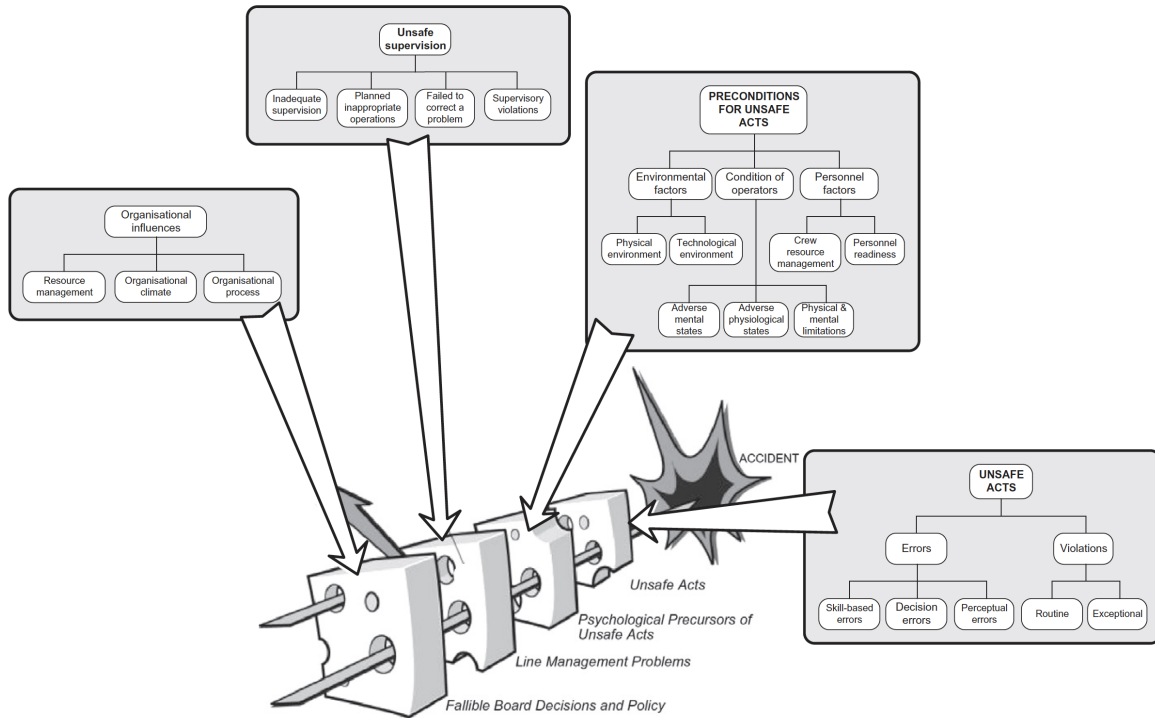 Unsafe
supervision
Inadequate
supervision
Planned
inappropriate
operations
Failed to
correct a
problem
Supervisory
violations
PRECONDITIONS
FOR UNSAFE
ACTS
Environmental
factors
Condition of
operators
Personnel
factors
Physical
environment
Technological
environment
Crew
resource
management
Personnel
readiness
Adverse
mental
states
Adverse
physiological
states
Physical &
mental
limitations
Organisational
influences
Resource
management
Organisational
climate
Organisational
process
ACCIDENT
UNSAFE
ACTS
Errors
Violations
Skill-based
errors
Decision
errors
Perceptual
errors
Routine
Exceptional
Unsafe Acts
Psychological Precursors of
Unsafe Acts
Line Management Problems
Fallible Board Decisions and Policy